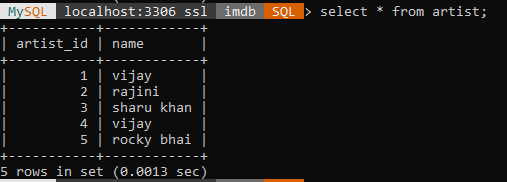 MySQL localhost:3306 ssl imdb SQL > select * from artist;
+-----------+------------+
| artist_id | name       |
+-----------+------------+
|         1 | vijay      |
|         2 | rajini     |
|         3 | sharu khan |
|         4 | vijay      |
|         5 | rocky bhai |
+-----------+------------+
5 rows in set (0.0013 sec)